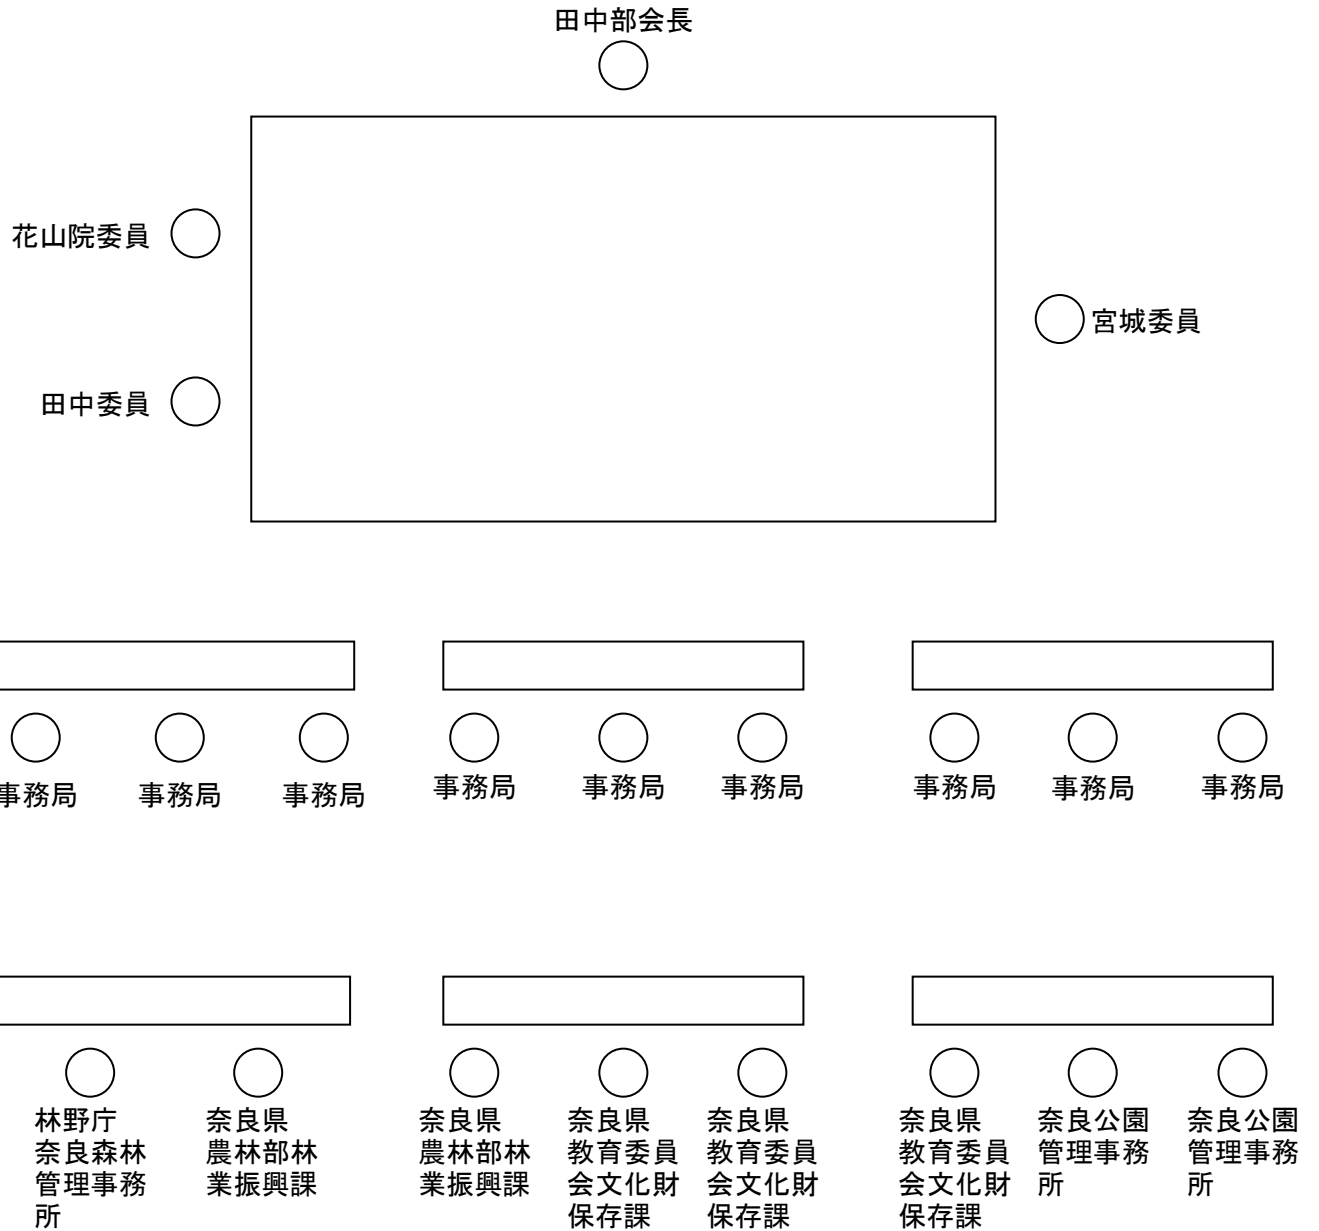 田中部会長
花山院委員
宮城委員
田中委員
事務局
事務局
事務局
事務局
事務局
事務局
事務局
事務局
事務局
林野庁
奈良森林
管理事務
所
奈良県
農林部林
業振興課
奈良県
農林部林
業振興課
奈良県
教育委員
会文化財
保存課
奈良県
教育委員
会文化財
保存課
奈良県
教育委員
会文化財
保存課
奈良公園
管理事務
所
奈良公園
管理事務
所